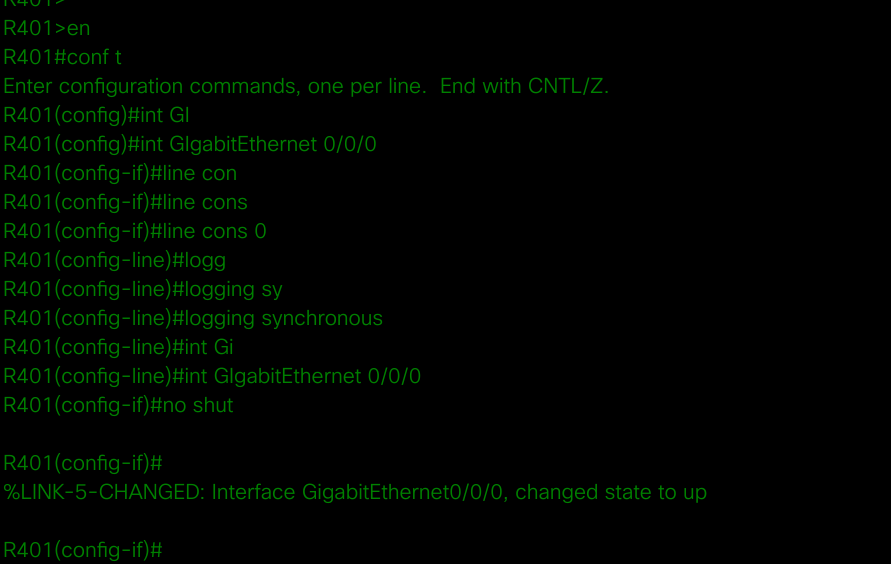 R401>
R401>en
R401#conf t
Enter configuration commands, one per line.  End with CNTL/Z.
R401(config)#int GI
R401(config)#int GIgabitEthernet 0/0/0
R401(config-if)#line con
R401(config-if)#line cons
R401(config-if)#line cons 0
R401(config-line)#logg
R401(config-line)#logging sy
R401(config-line)#logging synchronous
R401(config-line)#int Gi
R401(config-line)#int GIgabitEthernet 0/0/0
R401(config-if)#no shut
R401(config-if)#
%LINK-5-CHANGED: Interface GigabitEthernet0/0/0, changed state to up
R401(config-if)#